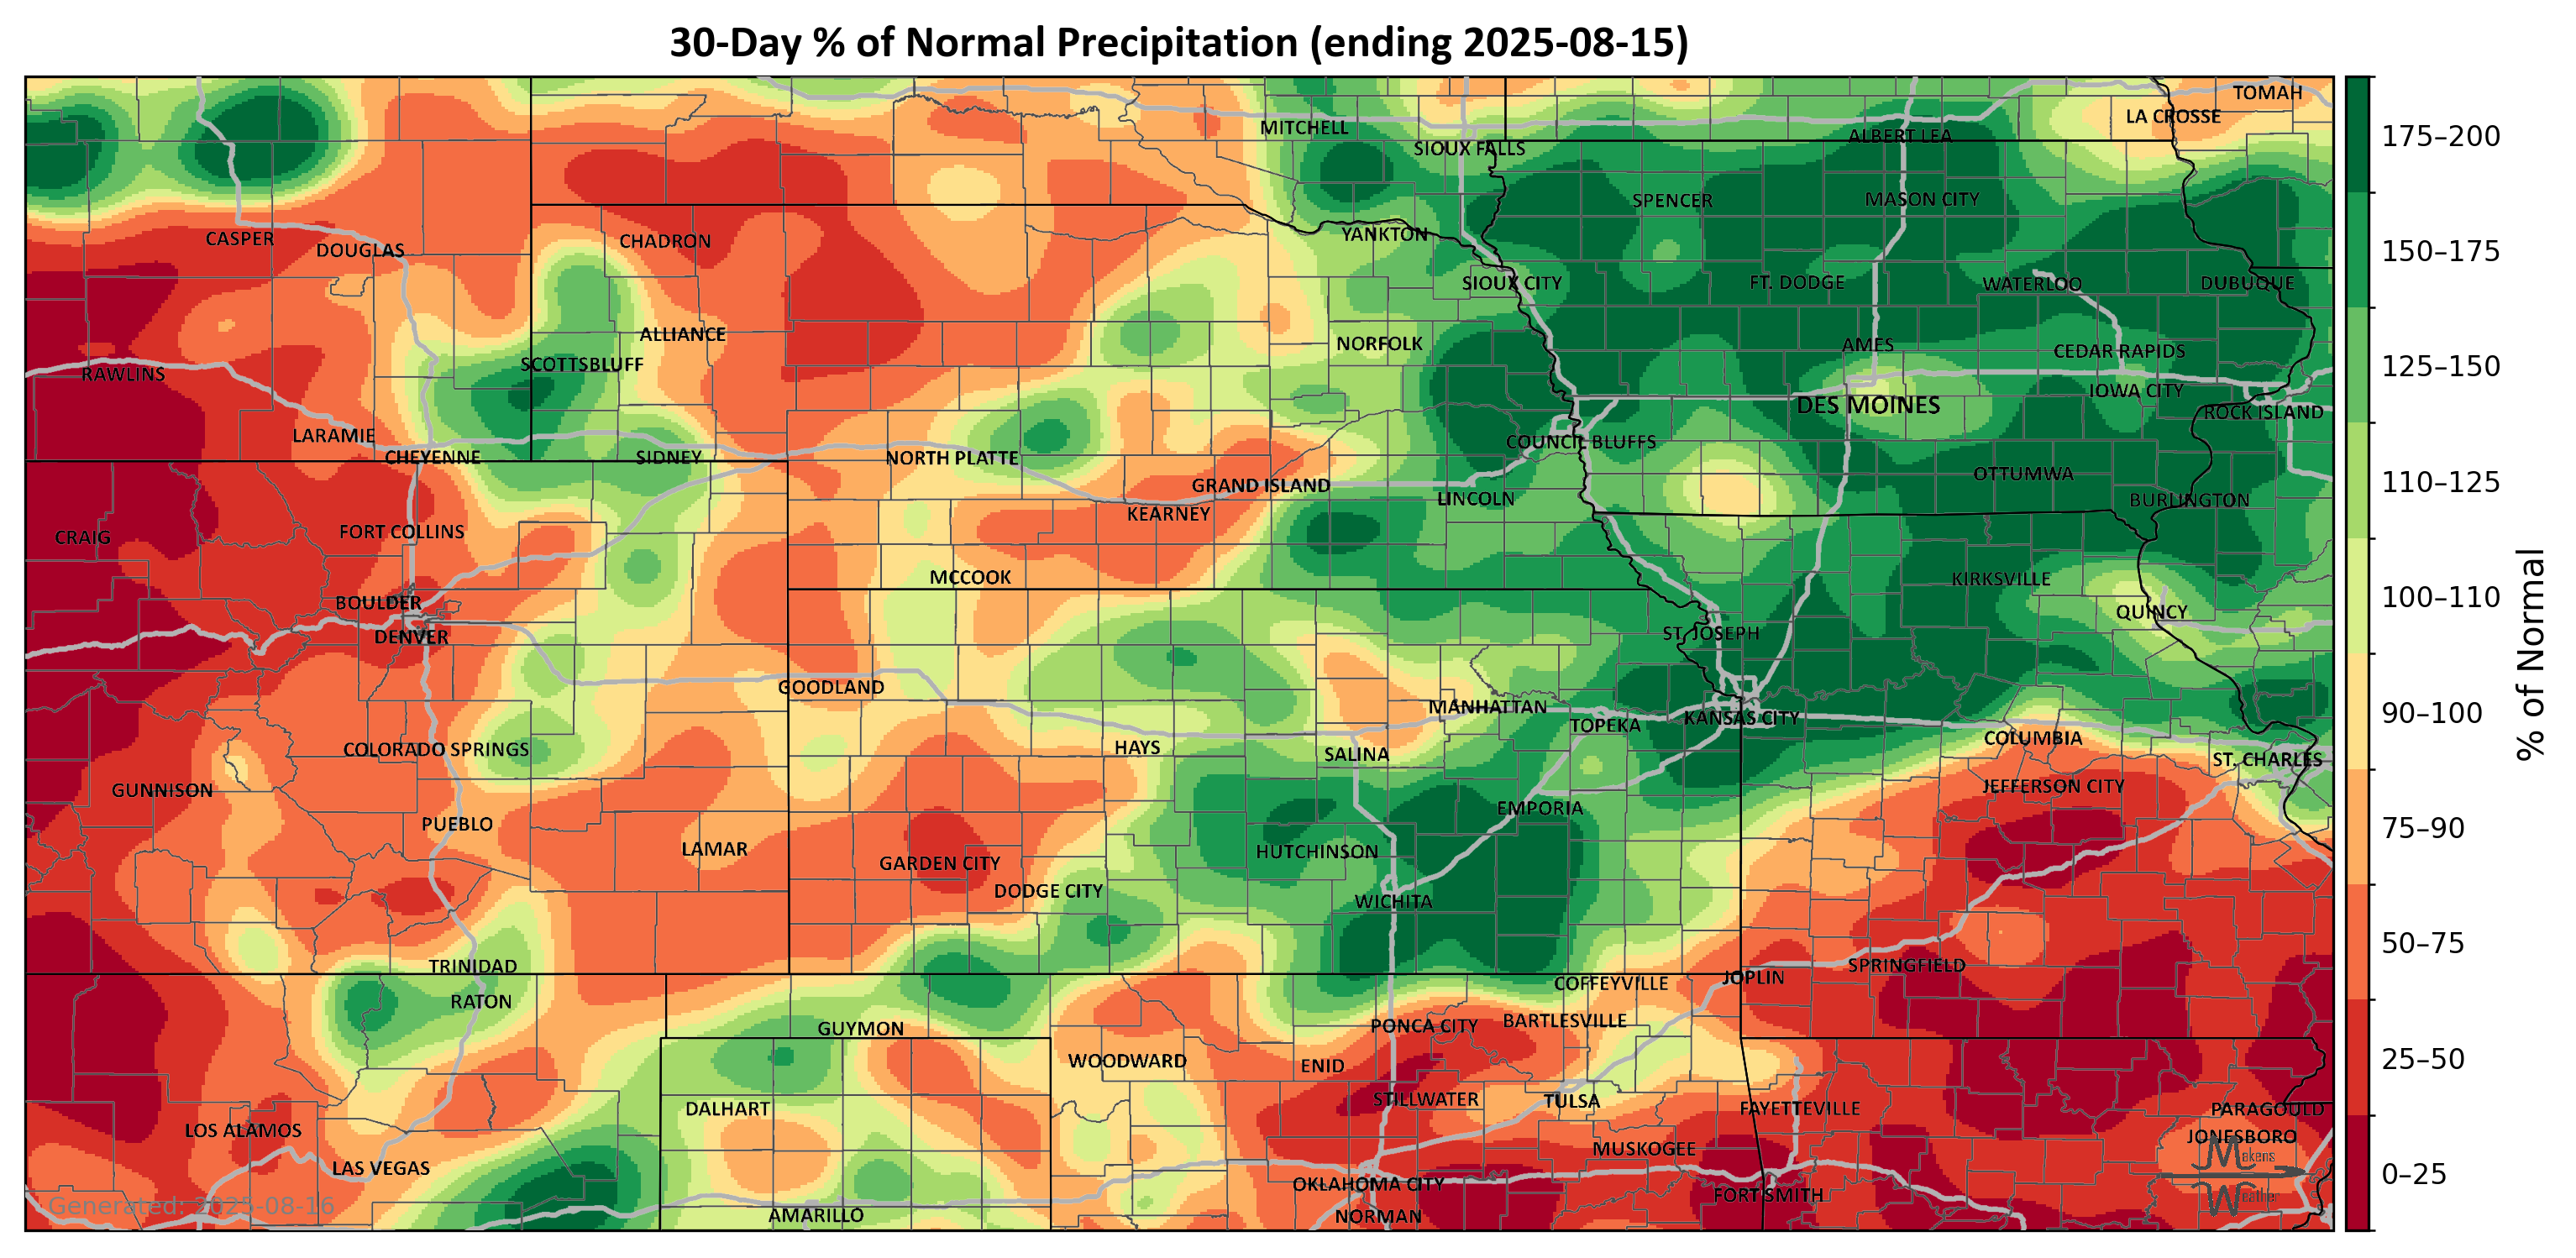 30-Day % of Normal Precipitation (ending 2025-08-15)
TOMAH
LA CROSSE
MITCHELL
ALBERT LEA
SIOUX FALLS
SPENCER
MASON CITY
YANKTON
CASPER
CHADRON
DOUGLAS
SIOUX CITY
FT. DODGE
WATERLOO
DUBUQUE
ALLIANCE
NORFOLK
AMES
CEDAR RAPIDS
SCOTTSBLUFF
RAWLINS
IOWA CITY
DES MOINES
ROCK ISLAND
LARAMIE
COUNCIL BLUFFS
CHEYENNE
SIDNEY
NORTH PLATTE
OTTUMWA
GRAND ISLAND
LINCOLN
BURLINGTON
KEARNEY
FORT COLLINS
CRAIG
MCCOOK
KIRKSVILLE
BOULDER
QUINCY
DENVER
ST. JOSEPH
GOODLAND
MANHATTAN
KANSAS CITY
TOPEKA
COLUMBIA
COLORADO SPRINGS
HAYS
SALINA
ST. CHARLES
GUNNISON
JEFFERSON CITY
EMPORIA
PUEBLO
LAMAR
HUTCHINSON
GARDEN CITY
DODGE CITY
WICHITA
TRINIDAD
SPRINGFIELD
JOPLIN
COFFEYVILLE
RATON
BARTLESVILLE
GUYMON
PONCA CITY
WOODWARD
ENID
STILLWATER
TULSA
DALHART
FAYETTEVILLE
PARAGOULD
LOS ALAMOS
JONESBORO
MUSKOGEE
LAS VEGAS
OKLAHOMA CITY
FORT SMITH
AMARILLO
NORMAN
Generated: 2025-08-16
Makens
Weather
175–200
150–175
125–150
110–125
100–110
90–100
75–90
50–75
25–50
0–25
% of Normal